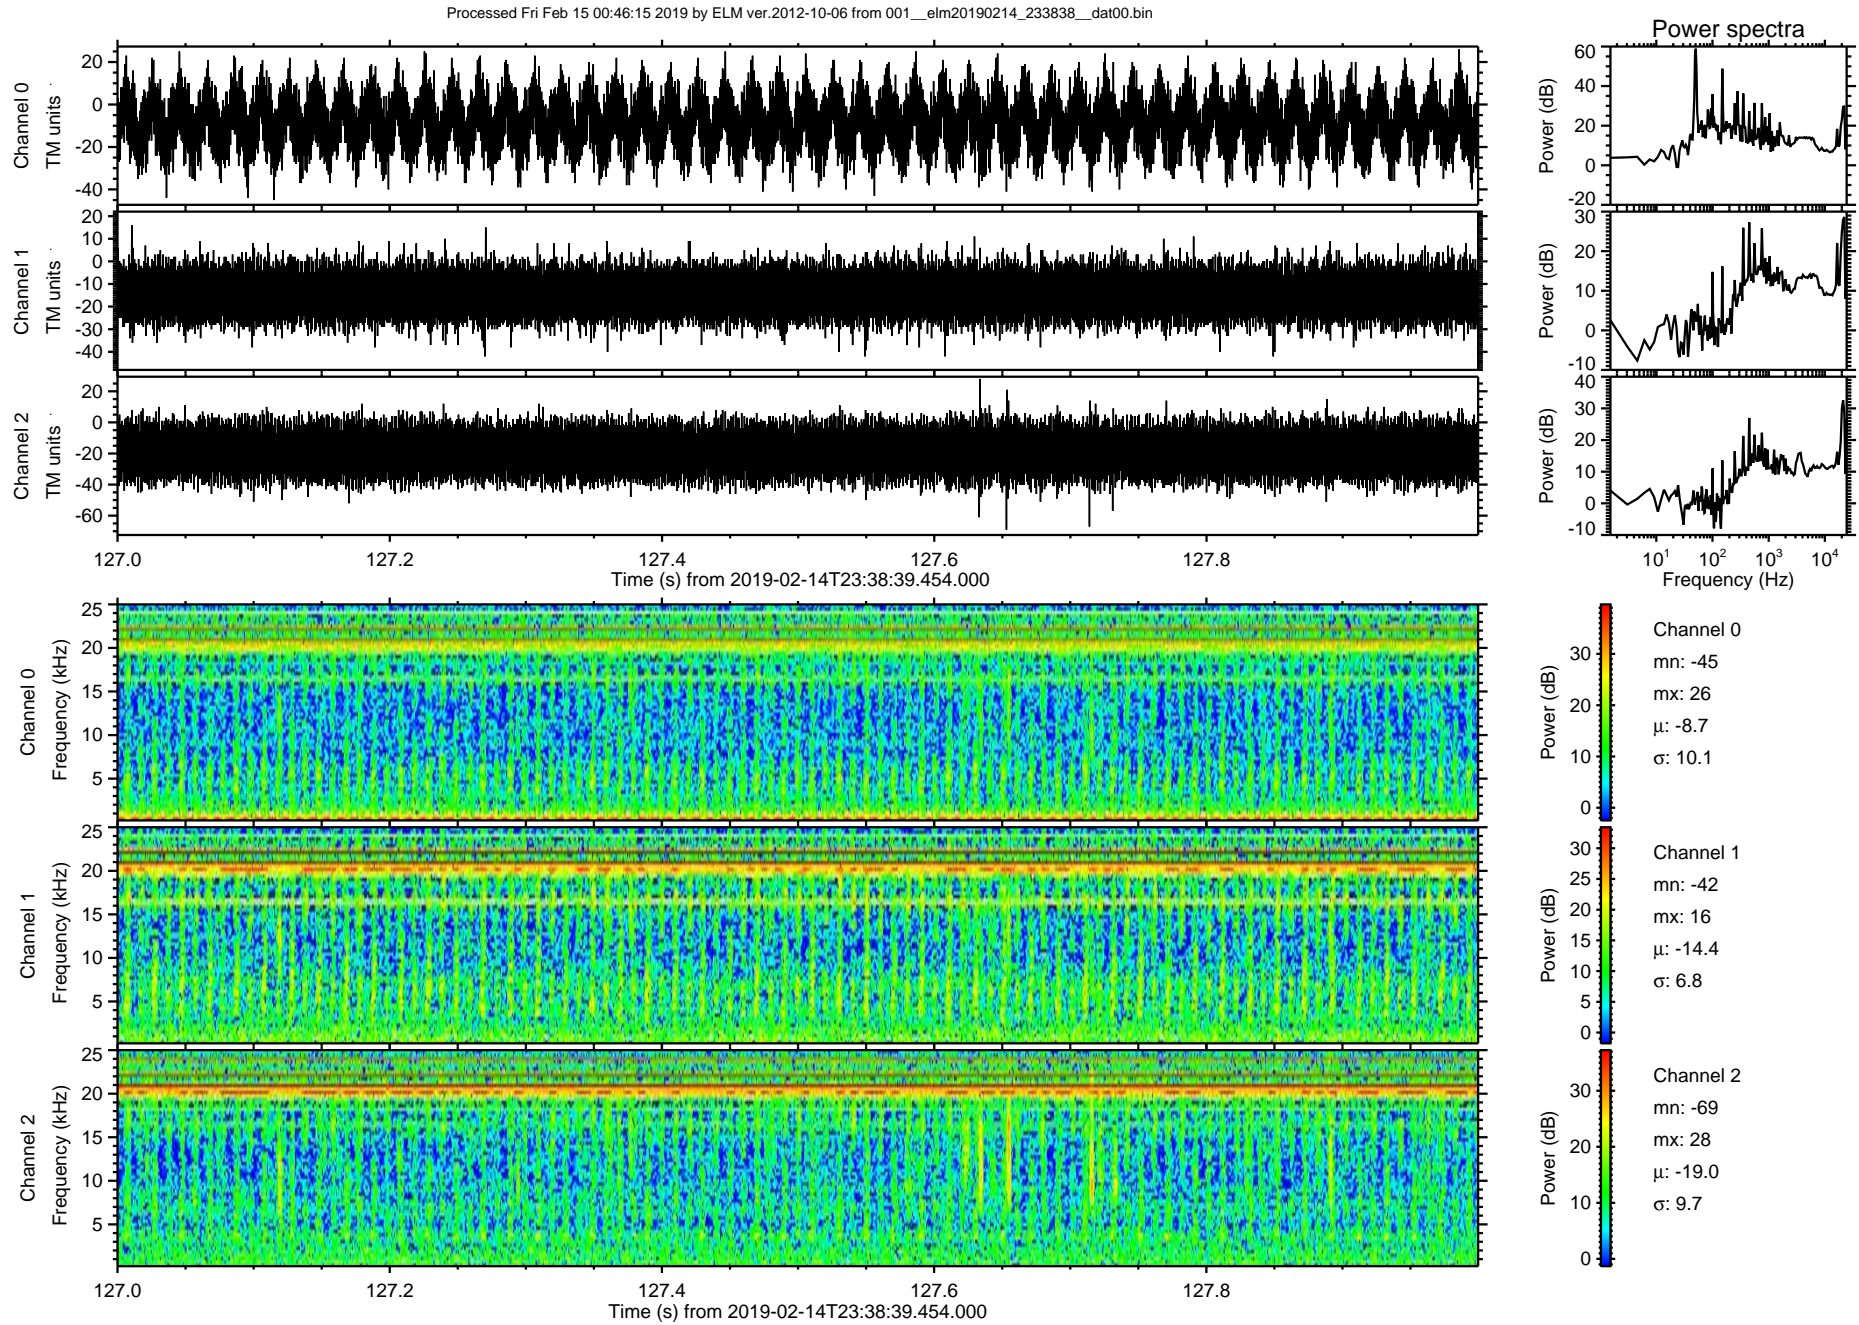 Processed Fri Feb 15 00:46:15 2019 by ELM ver.2012-10-06 from 001__elm20190214_233838__dat00.bin
Power spectra
Channel 0
TM units
20
0
-20
-40
Power (dB)
60
40
20
0
-20
Channel 1
TM units
20
10
0
-10
-20
-30
-40
Power (dB)
30
20
10
0
-10
Channel 2
TM units
20
0
-20
-40
-60
Power (dB)
40
30
20
10
0
-10
127.0 127.2 127.4 127.6 127.8
Time (s) from 2019-02-14T23:38:39.454.000
10^1 10^2 10^3 10^4
Frequency (Hz)
Channel 0
Frequency (kHz)
25
20
15
10
5
Power (dB)
30
20
10
0
Channel 0
mn: -45
mx: 26
μ: -8.7
σ: 10.1
Channel 1
Frequency (kHz)
25
20
15
10
5
Power (dB)
30
25
20
15
10
5
0
Channel 1
mn: -42
mx: 16
μ: -14.4
σ: 6.8
Channel 2
Frequency (kHz)
25
20
15
10
5
Power (dB)
30
20
10
0
Channel 2
mn: -69
mx: 28
μ: -19.0
σ: 9.7
127.0 127.2 127.4 127.6 127.8
Time (s) from 2019-02-14T23:38:39.454.000